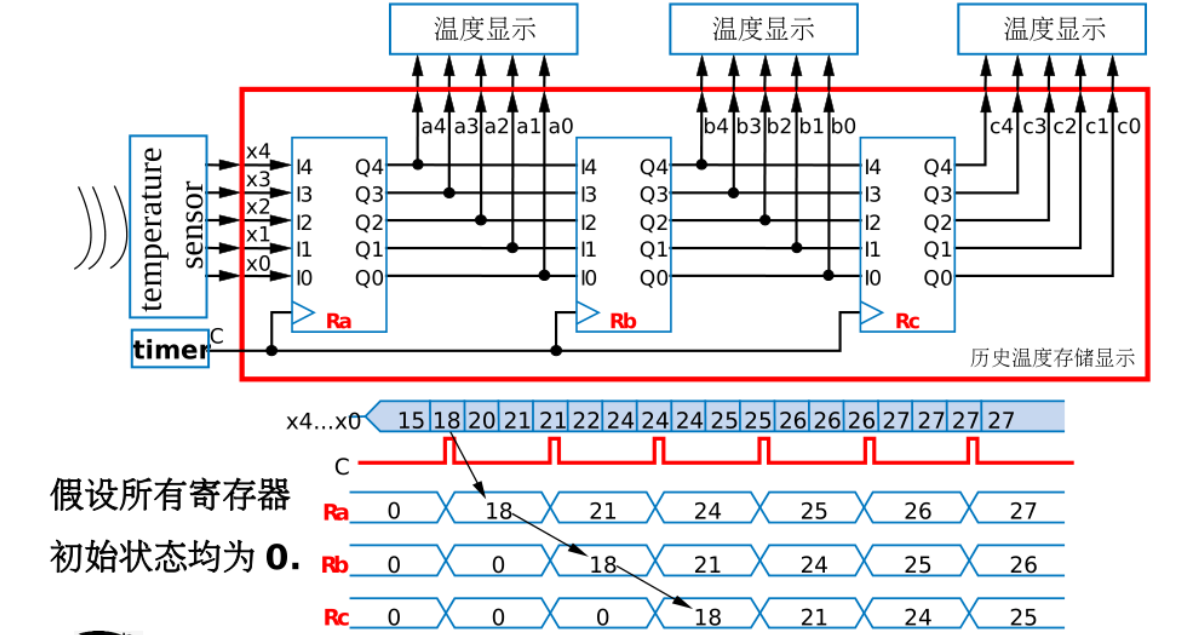 温度显示 温度显示 温度显示
a4 a3 a2 a1 a0 b4 b3 b2 b1 b0 c4 c3 c2 c1 c0
temperature
sensor
x4 I4 Q4 I4 Q4 I4 Q4
x3 I3 Q3 I3 Q3 I3 Q3
x2 I2 Q2 I2 Q2 I2 Q2
x1 I1 Q1 I1 Q1 I1 Q1
x0 I0 Q0 I0 Q0 I0 Q0
Ra Rb Rc
timer C
历史温度存储显示
x4...x0 15 18 20 21 21 22 24 24 24 25 25 26 26 26 27 27 27 27
C
假设所有寄存器
初始状态均为 0.
Ra 0 18 21 24 25 26 27
Rb 0 0 18 21 24 25 26
Rc 0 0 0 18 21 24 25